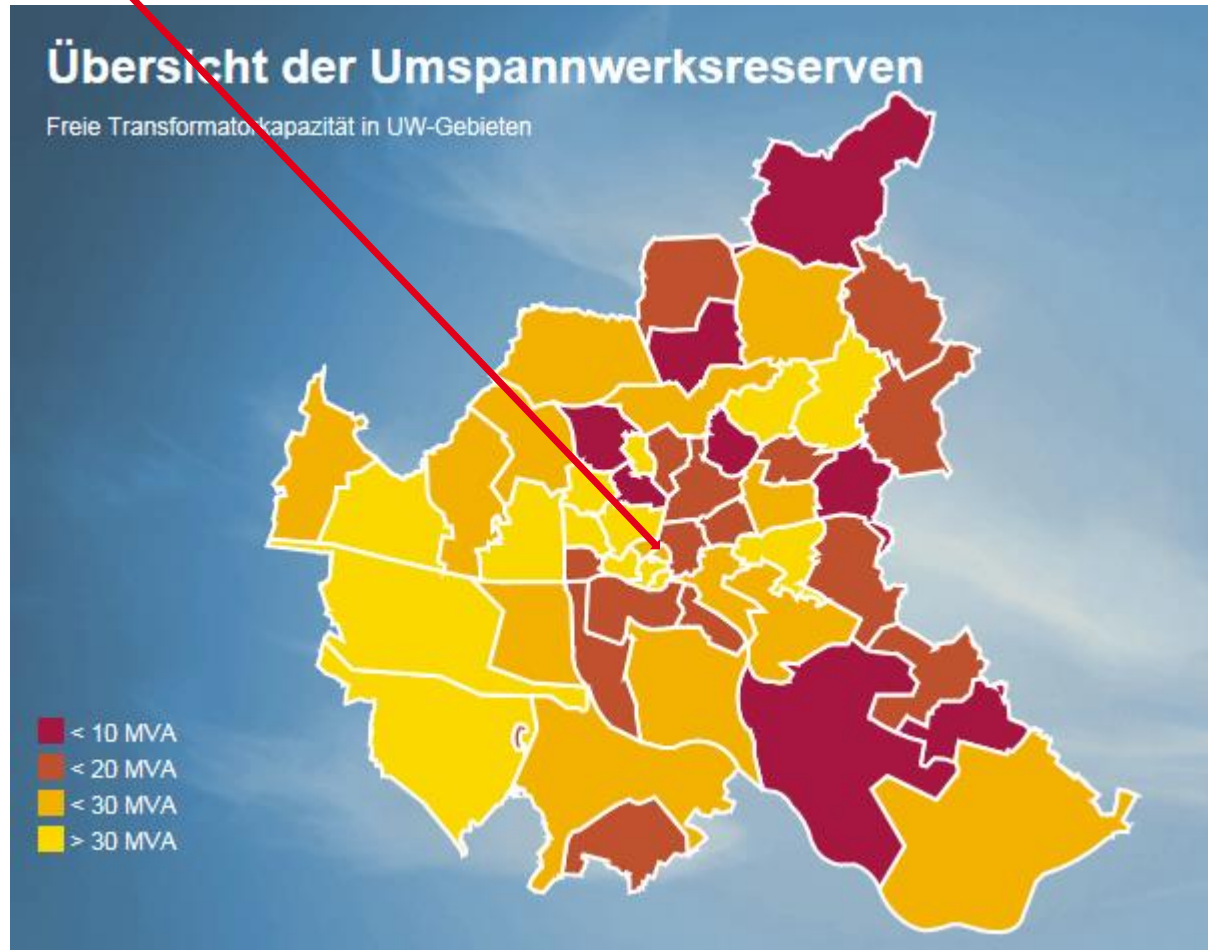 Übersicht der Umspannwerksreserven
Freie Transformatorkapazität in UW-Gebieten
< 10 MVA
< 20 MVA
< 30 MVA
> 30 MVA